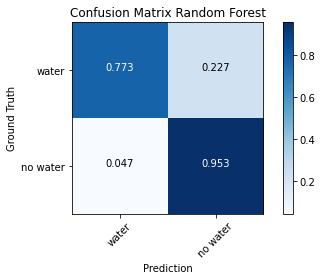 Confusion Matrix Random Forest
Ground Truth
water
0.773
0.227
no water
0.047
0.953
water
no water
Prediction
0.8
0.6
0.4
0.2